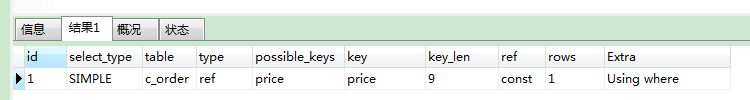 信息 结果1 概况 状态
id select_type table type possible_keys key key_len ref rows Extra
1 SIMPLE c_order ref price price 9 const 1 Using where